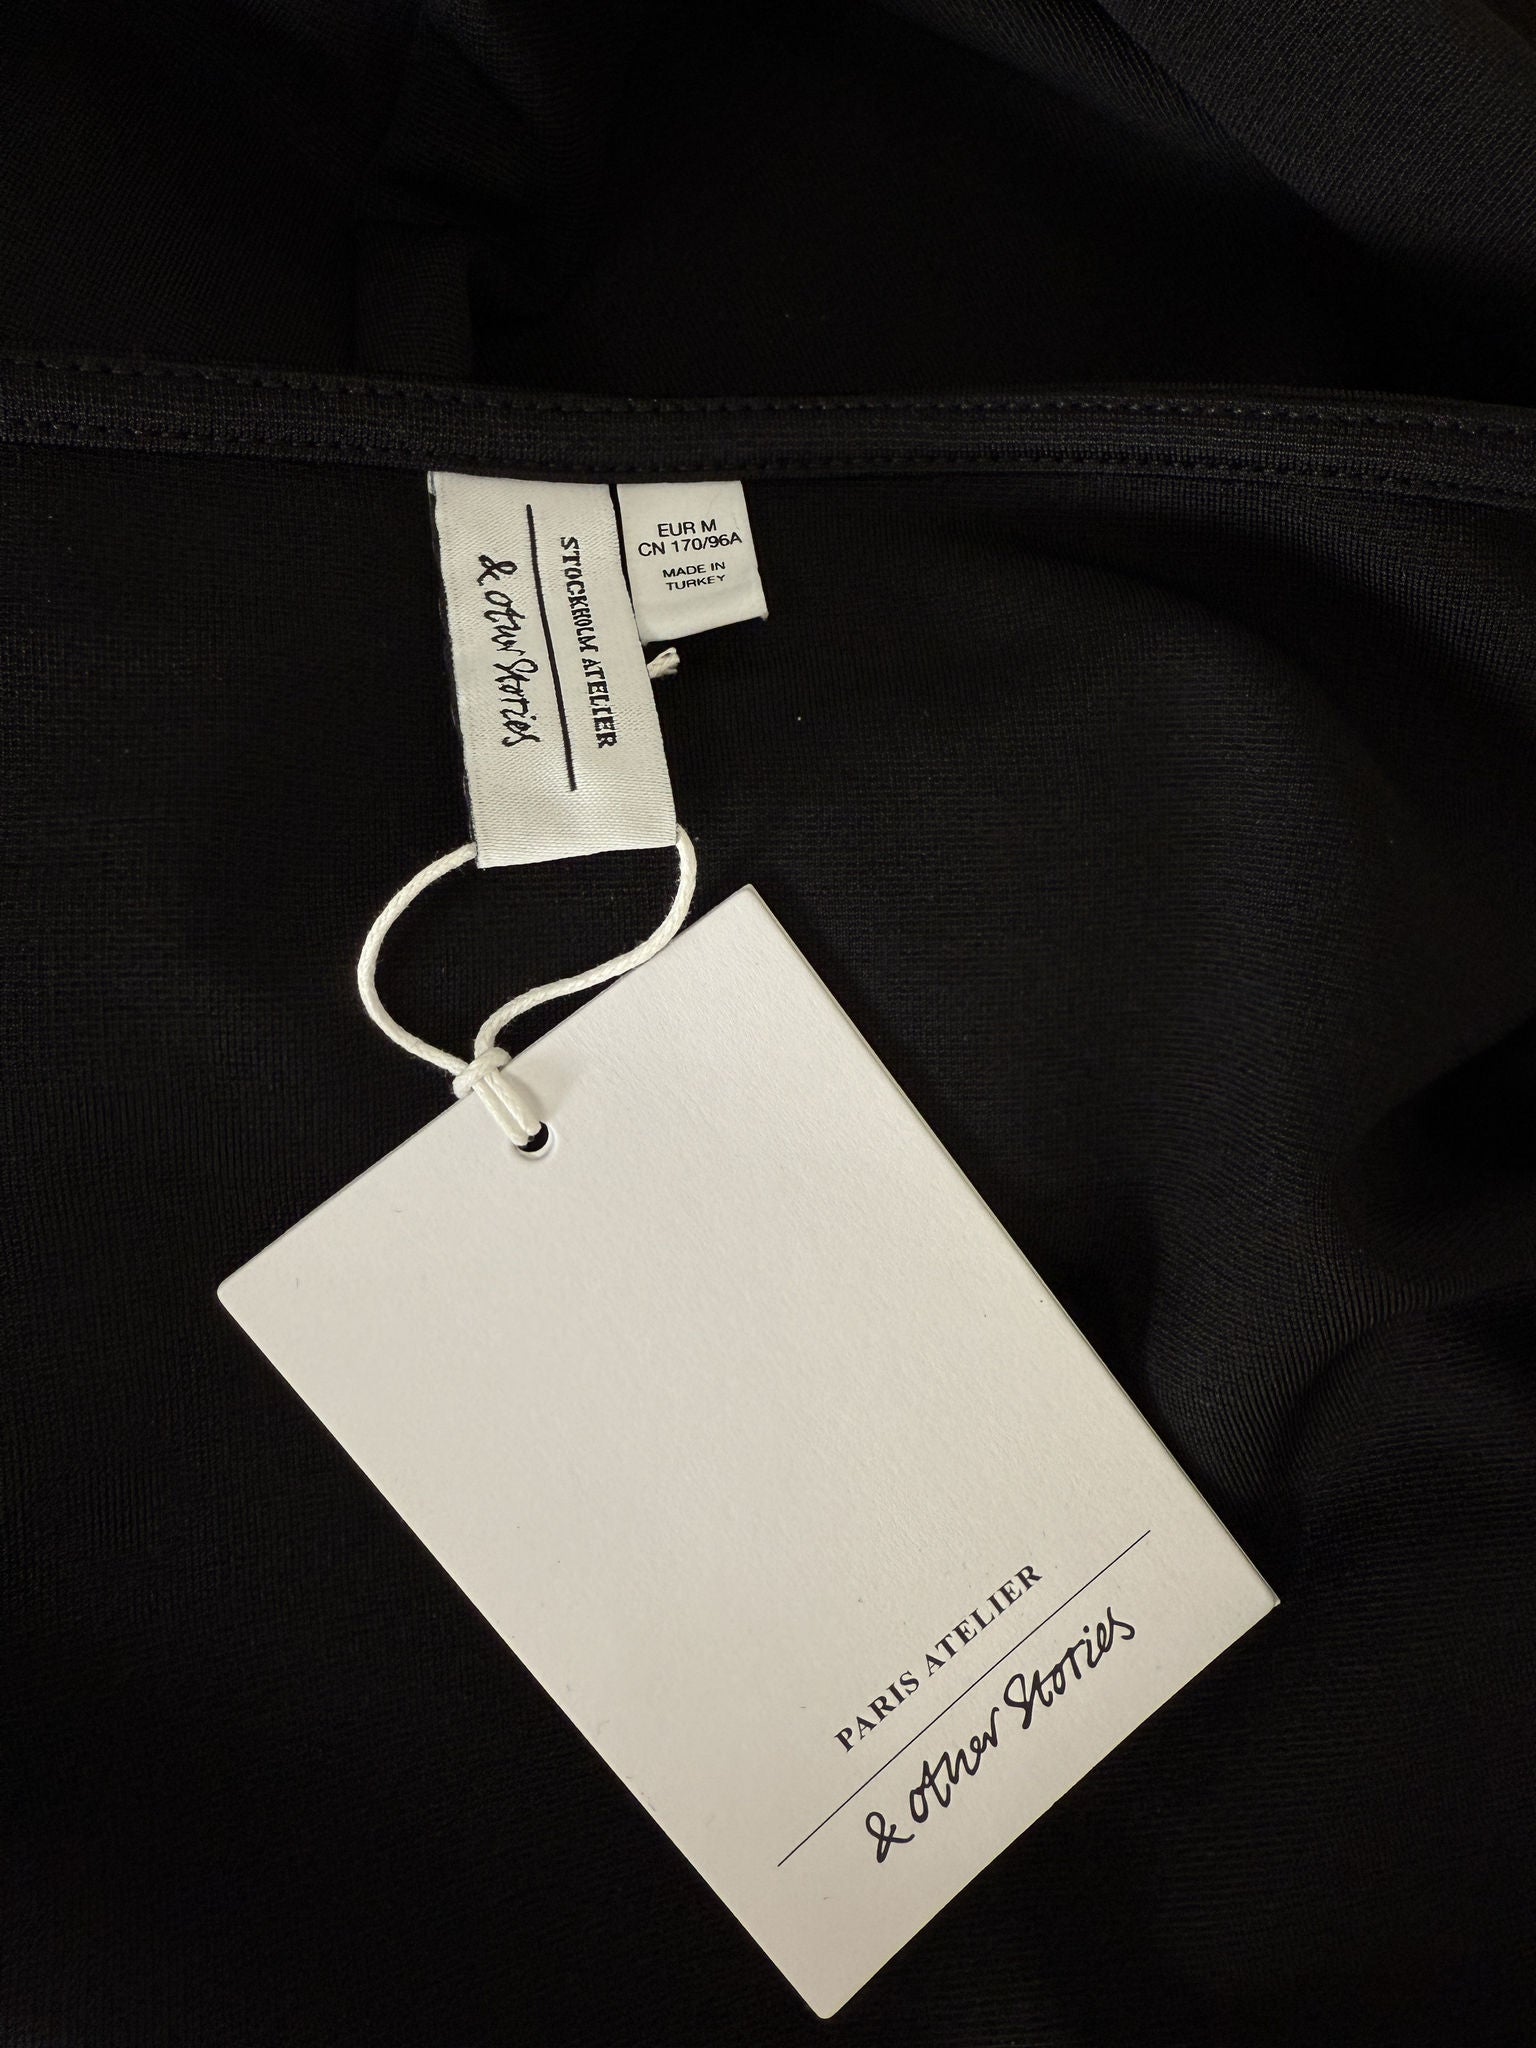 STOCKHOLM ATELIER
& other Stories
EUR M
CN 170/96A
MADE IN
TURKEY
PARIS ATELIER
& other Stories